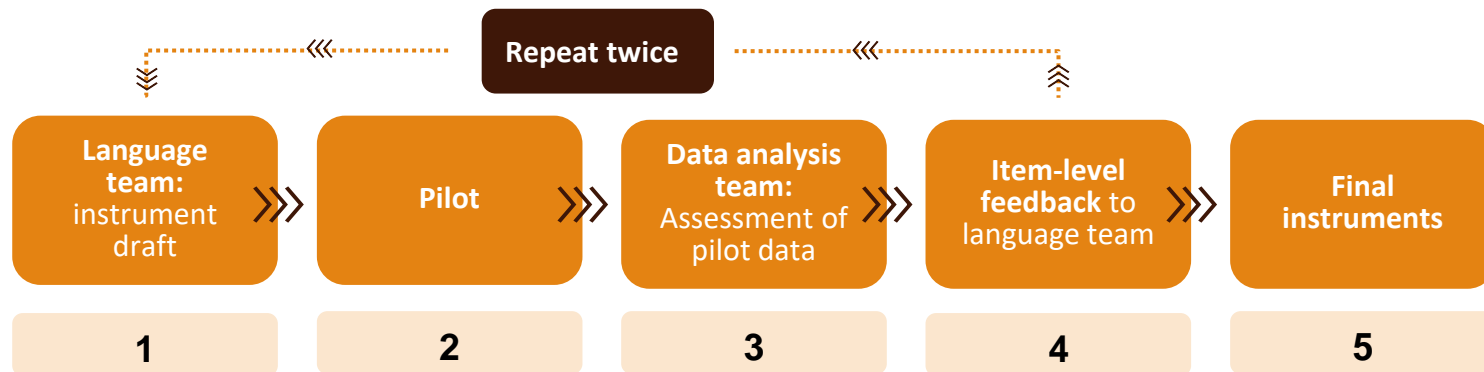 Repeat twice
Language
team:
instrument
draft
Pilot
Data analysis
team:
Assessment of
pilot data
Item-level
feedback to
language team
Final
instruments
1
2
3
4
5